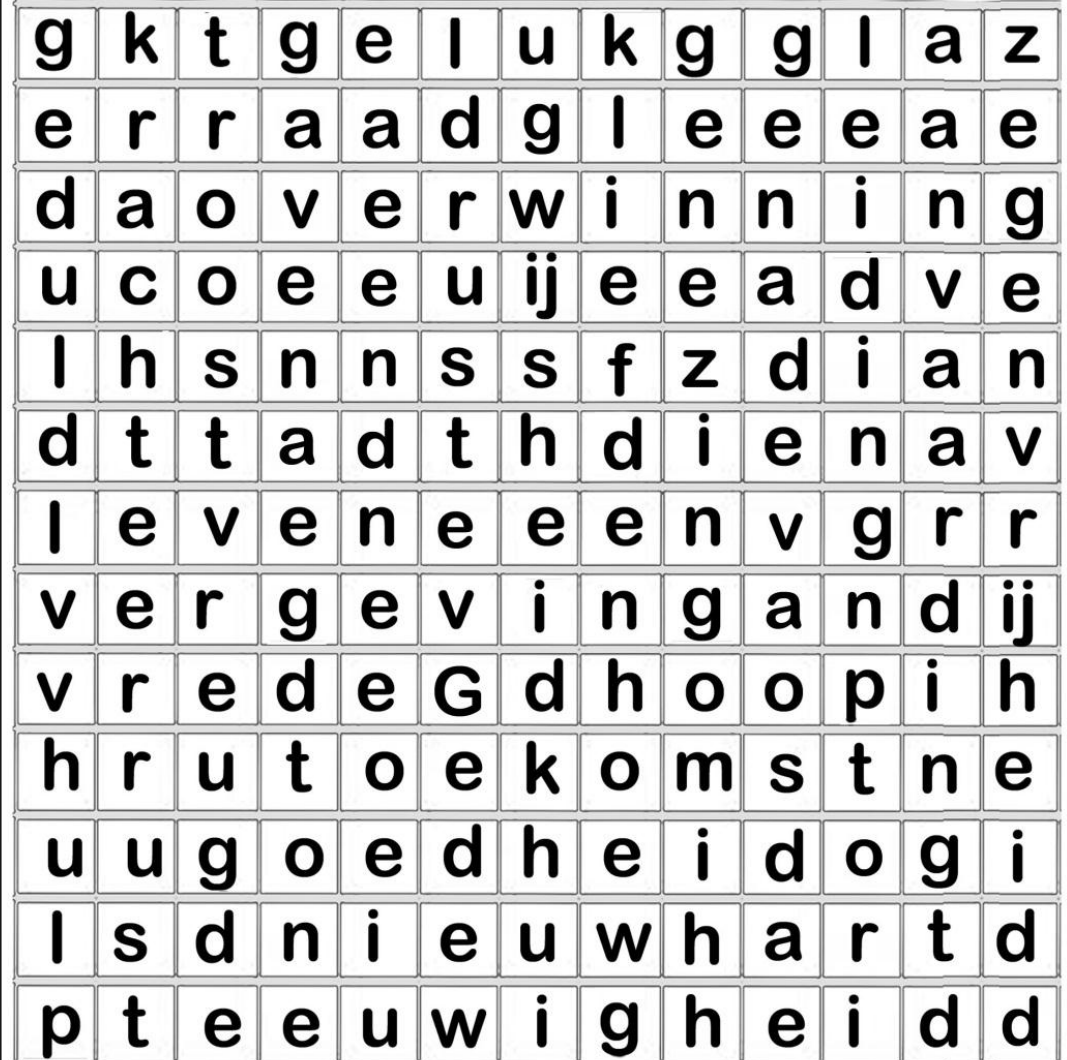 g k t g e l u k g g l a z
e r r a a d g l e e e a e
d a o v e r w i n n i n g
u c o e e u ij e e a d v e
l h s n n s s f z d i a n
d t t a d t h d i e n a v
l e v e n e e e n v g r r
v e r g e v i n g a n d ij
v r e d e G d h o o p i h
h r u t o e k o m s t n e
u u g o e d h e i d o g i
l s d n i e u w h a r t d
p t e e u w i g h e i d d